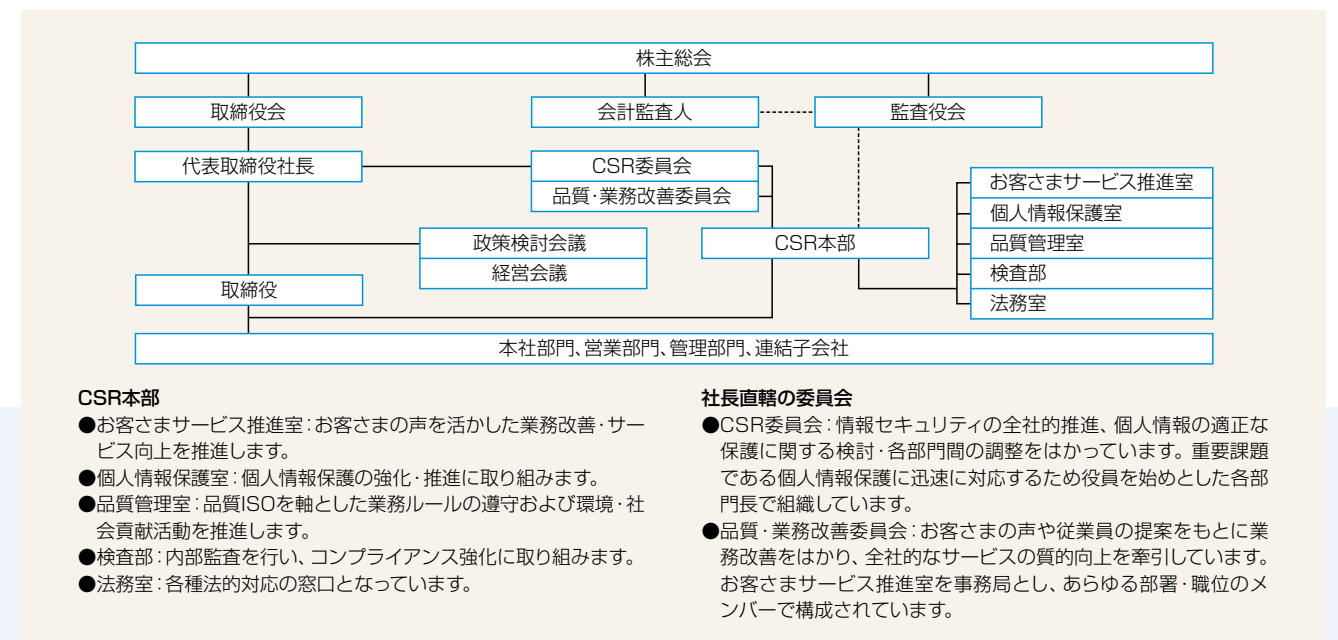 株主総会
取締役会
会計監査人
監査役会
代表取締役社長
CSR委員会
品質・業務改善委員会
お客さまサービス推進室
個人情報保護室
品質管理室
検査部
法務室
政策検討会議
経営会議
CSR本部
取締役
本社部門、営業部門、管理部門、連結子会社
CSR本部
●お客さまサービス推進室:お客さまの声を活かした業務改善・サー
ビス向上を推進します。
●個人情報保護室:個人情報保護の強化・推進に取り組みます。
●品質管理室:品質ISOを軸とした業務ルールの遵守および環境・社
会貢献活動を推進します。
●検査部:内部監査を行い、コンプライアンス強化に取り組みます。
●法務室:各種法的対応の窓口となっています。
社長直轄の委員会
●CSR委員会:情報セキュリティの全社的推進、個人情報の適正な
保護に関する検討・各部門間の調整をはかっています。重要課題
である個人情報保護に迅速に対応するため役員を始めとした各部
門長で組織しています。
●品質・業務改善委員会:お客さまの声や従業員の提案をもとに業
務改善をはかり、全社的なサービスの質的向上を牽引しています。
お客さまサービス推進室を事務局とし、あらゆる部署・職位のメ
ンバーで構成されています。